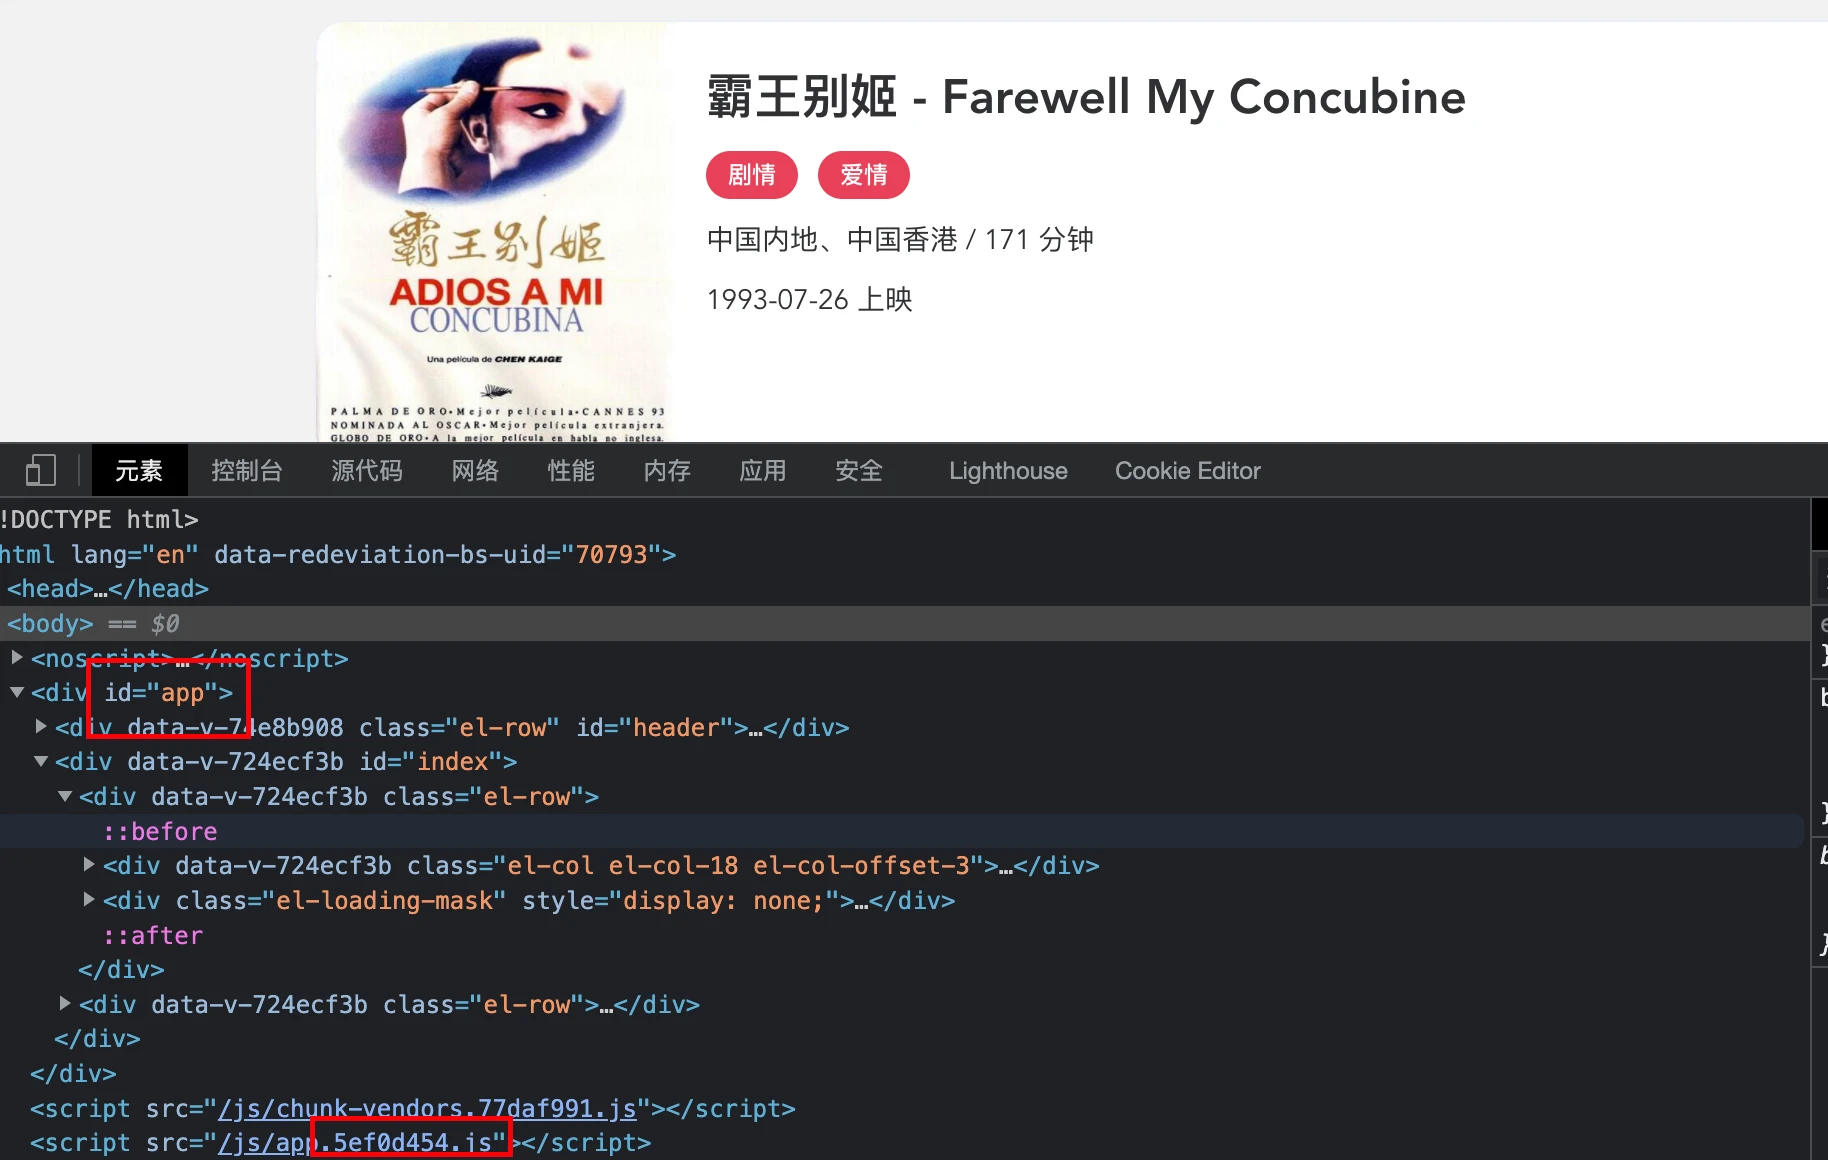 霸王别姬 - Farewell My Concubine
剧情 爱情
中国内地、中国香港 / 171 分钟
1993-07-26 上映
霸王别姬
ADIOS A MI
CONCUBINA
Una película de CHEN KAIGE
PALMA DE ORO•Mejor película•CANNES 93
NOMINADA AL OSCAR•Mejor película extranjera.
GLOBO DE ORO•A la mejor película en habla no inglesa.
元素 控制台 源代码 网络 性能 内存 应用 安全 Lighthouse Cookie Editor
!DOCTYPE html>
html lang="en" data-redeviation-bs-uid="70793">
<head>…</head>
<body> == $0
<noscript>…</noscript>
<div id="app">
<div data-v-74e8b908 class="el-row" id="header">…</div>
<div data-v-724ecf3b id="index">
<div data-v-724ecf3b class="el-row">
::before
<div data-v-724ecf3b class="el-col el-col-18 el-col-offset-3">…</div>
<div class="el-loading-mask" style="display: none;">…</div>
::after
</div>
<div data-v-724ecf3b class="el-row">…</div>
</div>
</div>
<script src="/js/chunk-vendors.77daf991.js"></script>
<script src="/js/app.5ef0d454.js"></script>